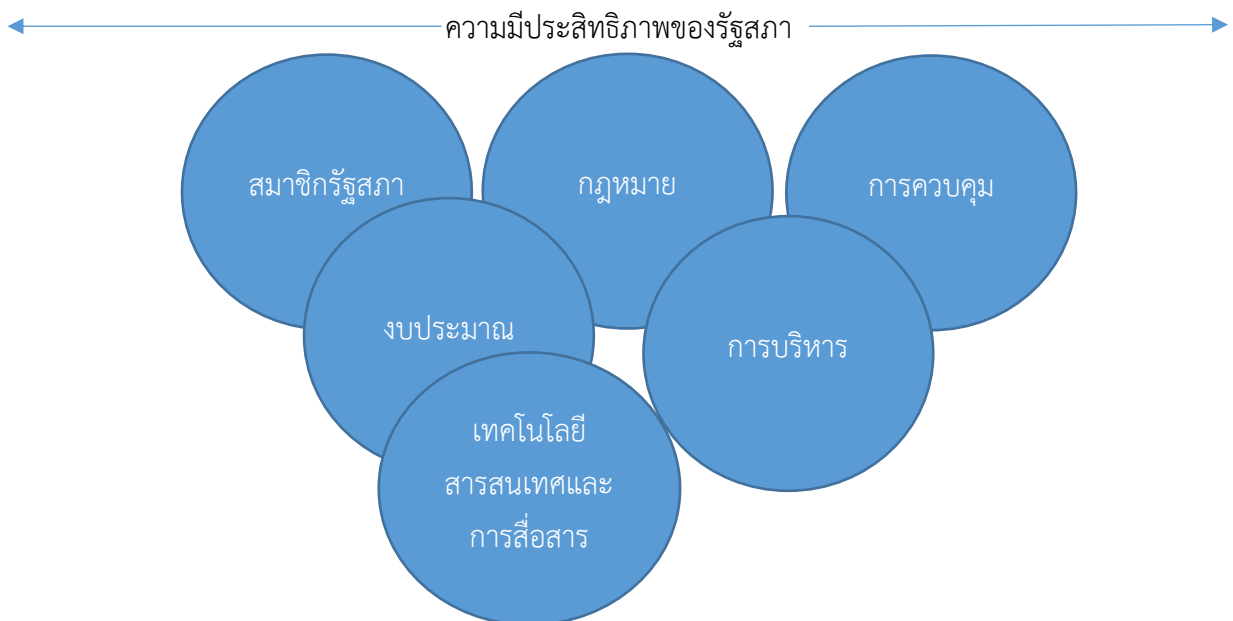 ความมีประสิทธิภาพของรัฐสภา
สมาชิกรัฐสภา
กฎหมาย
การควบคุม
งบประมาณ
การบริหาร
เทคโนโลยี
สารสนเทศและ
การสื่อสาร